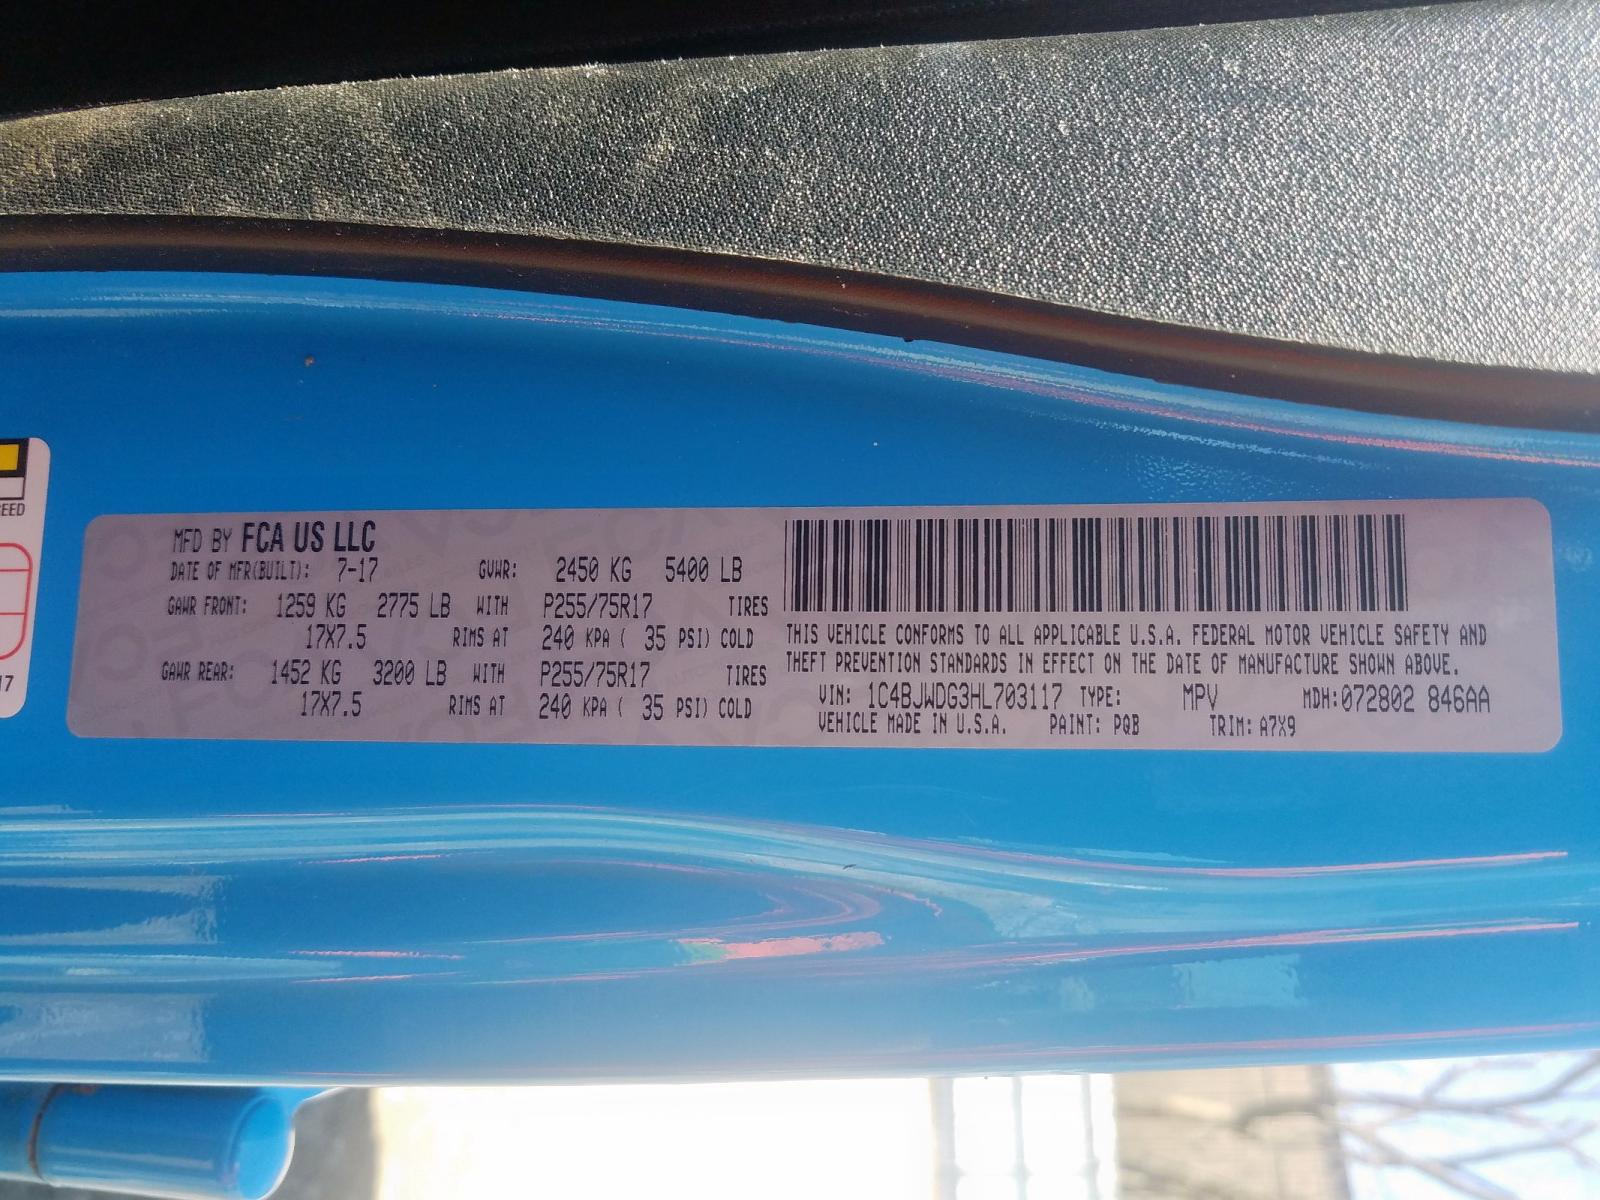 MFD BY FCA US LLC
DATE OF MFR(BUILT): 7-17 GVWR: 2450 KG 5400 LB
GAWR FRONT: 1259 KG 2775 LB WITH P255/75R17 TIRES
17X7.5 RIMS AT 240 KPA ( 35 PSI) COLD
GAWR REAR: 1452 KG 3200 LB WITH P255/75R17 TIRES
17X7.5 RIMS AT 240 KPA ( 35 PSI) COLD
THIS VEHICLE CONFORMS TO ALL APPLICABLE U.S.A. FEDERAL MOTOR VEHICLE SAFETY AND
THEFT PREVENTION STANDARDS IN EFFECT ON THE DATE OF MANUFACTURE SHOWN ABOVE.
VIN: 1C4BJWDG3HL703117 TYPE: MPV MDH:072802 846AA
VEHICLE MADE IN U.S.A. PAINT: PQB TRIM: A7X9